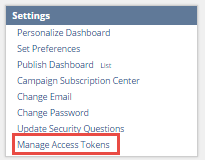 Settings
Personalize Dashboard
Set Preferences
Publish Dashboard List
Campaign Subscription Center
Change Email
Change Password
Update Security Questions
Manage Access Tokens